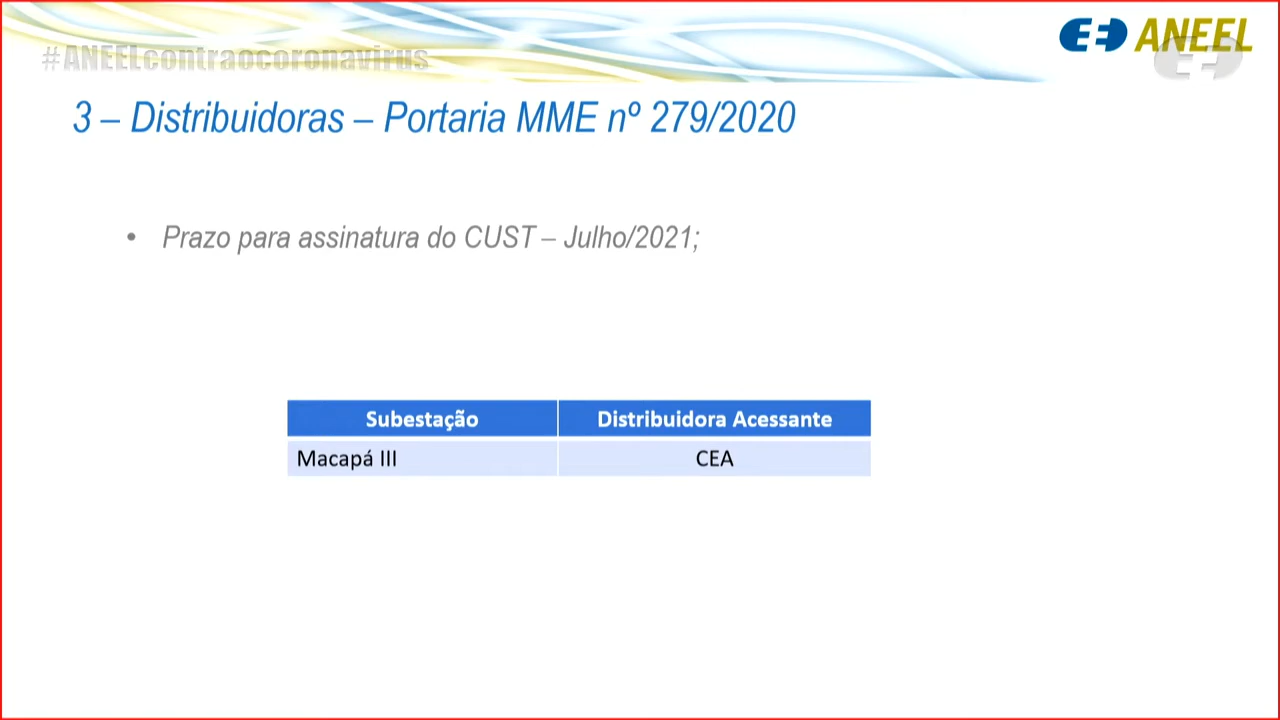 #ANEELcontraocoronavirus
ANEEL
3 – Distribuidoras – Portaria MME nº 279/2020
• Prazo para assinatura do CUST – Julho/2021;
Subestação Distribuidora Acessante
Macapá III CEA